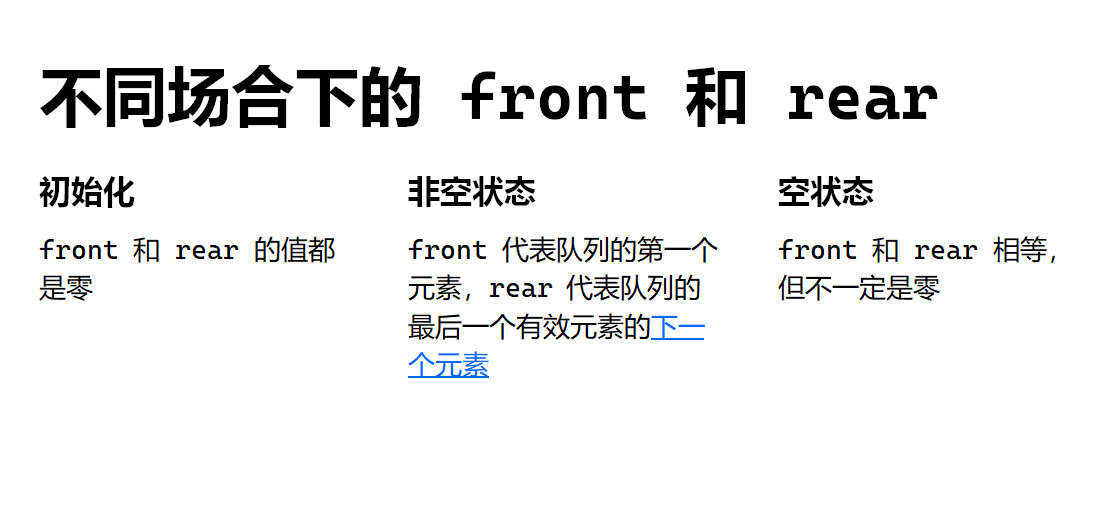 不同场合下的 front 和 rear
初始化
front 和 rear 的值都
是零
非空状态
front 代表队列的第一个
元素，rear 代表队列的
最后一个有效元素的下一
个元素
空状态
front 和 rear 相等，
但不一定是零